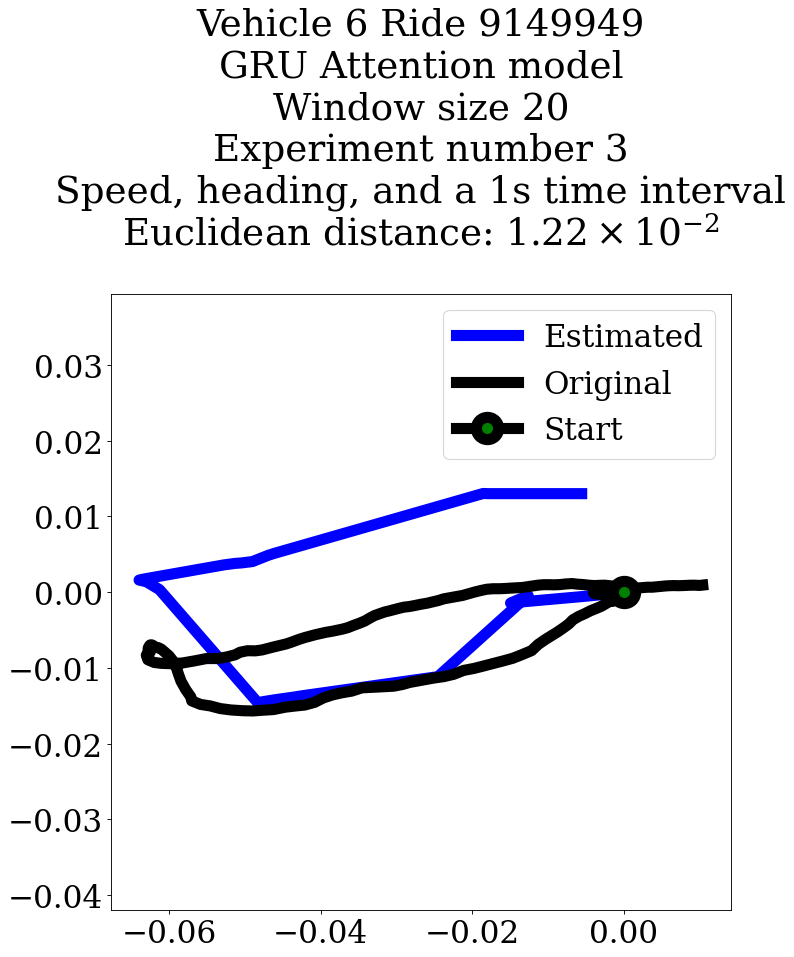 Vehicle 6 Ride 9149949
GRU Attention model
Window size 20
Experiment number 3
Speed, heading, and a 1s time interval
Euclidean distance: 1.22 × 10⁻²
Estimated
Original
Start
0.03
0.02
0.01
0.00
−0.01
−0.02
−0.03
−0.04
−0.06 −0.04 −0.02 0.00